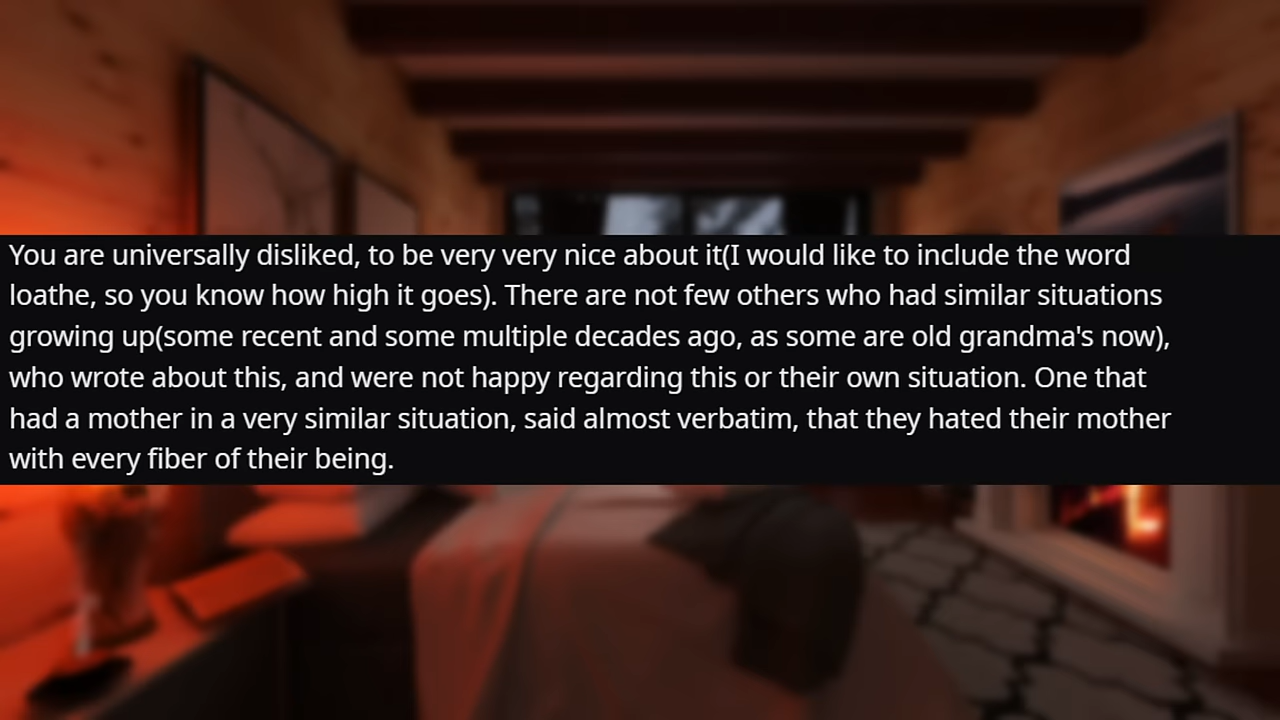 You are universally disliked, to be very very nice about it(I would like to include the word
loathe, so you know how high it goes). There are not few others who had similar situations
growing up(some recent and some multiple decades ago, as some are old grandma's now),
who wrote about this, and were not happy regarding this or their own situation. One that
had a mother in a very similar situation, said almost verbatim, that they hated their mother
with every fiber of their being.